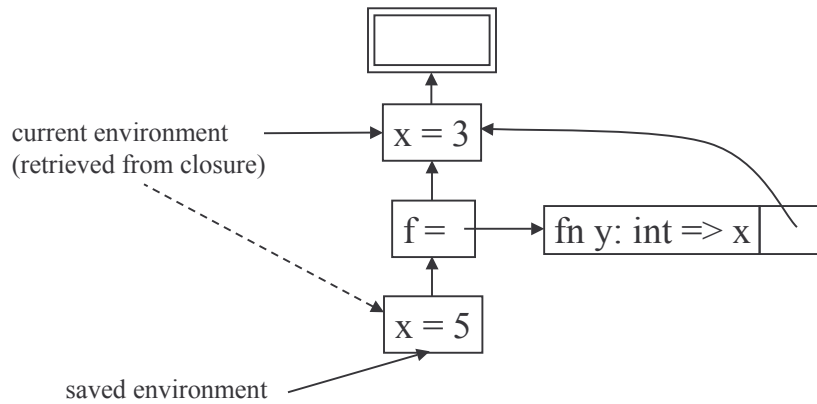 x = 3
current environment
(retrieved from closure)
f =
fn y: int => x
x = 5
saved environment